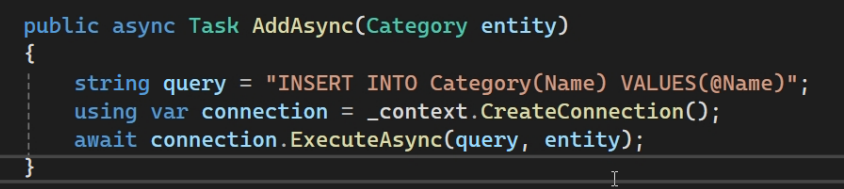 public async Task AddAsync(Category entity)
{
    string query = "INSERT INTO Category(Name) VALUES(@Name)";
    using var connection = _context.CreateConnection();
    await connection.ExecuteAsync(query, entity);
}